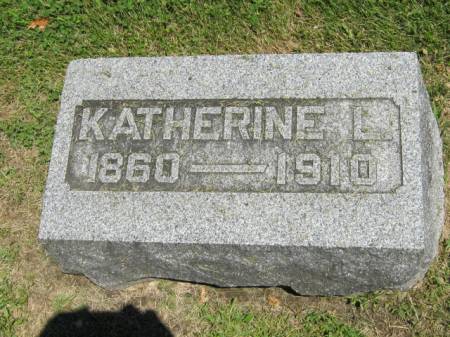 KATHERINE L.
1860 — 1910